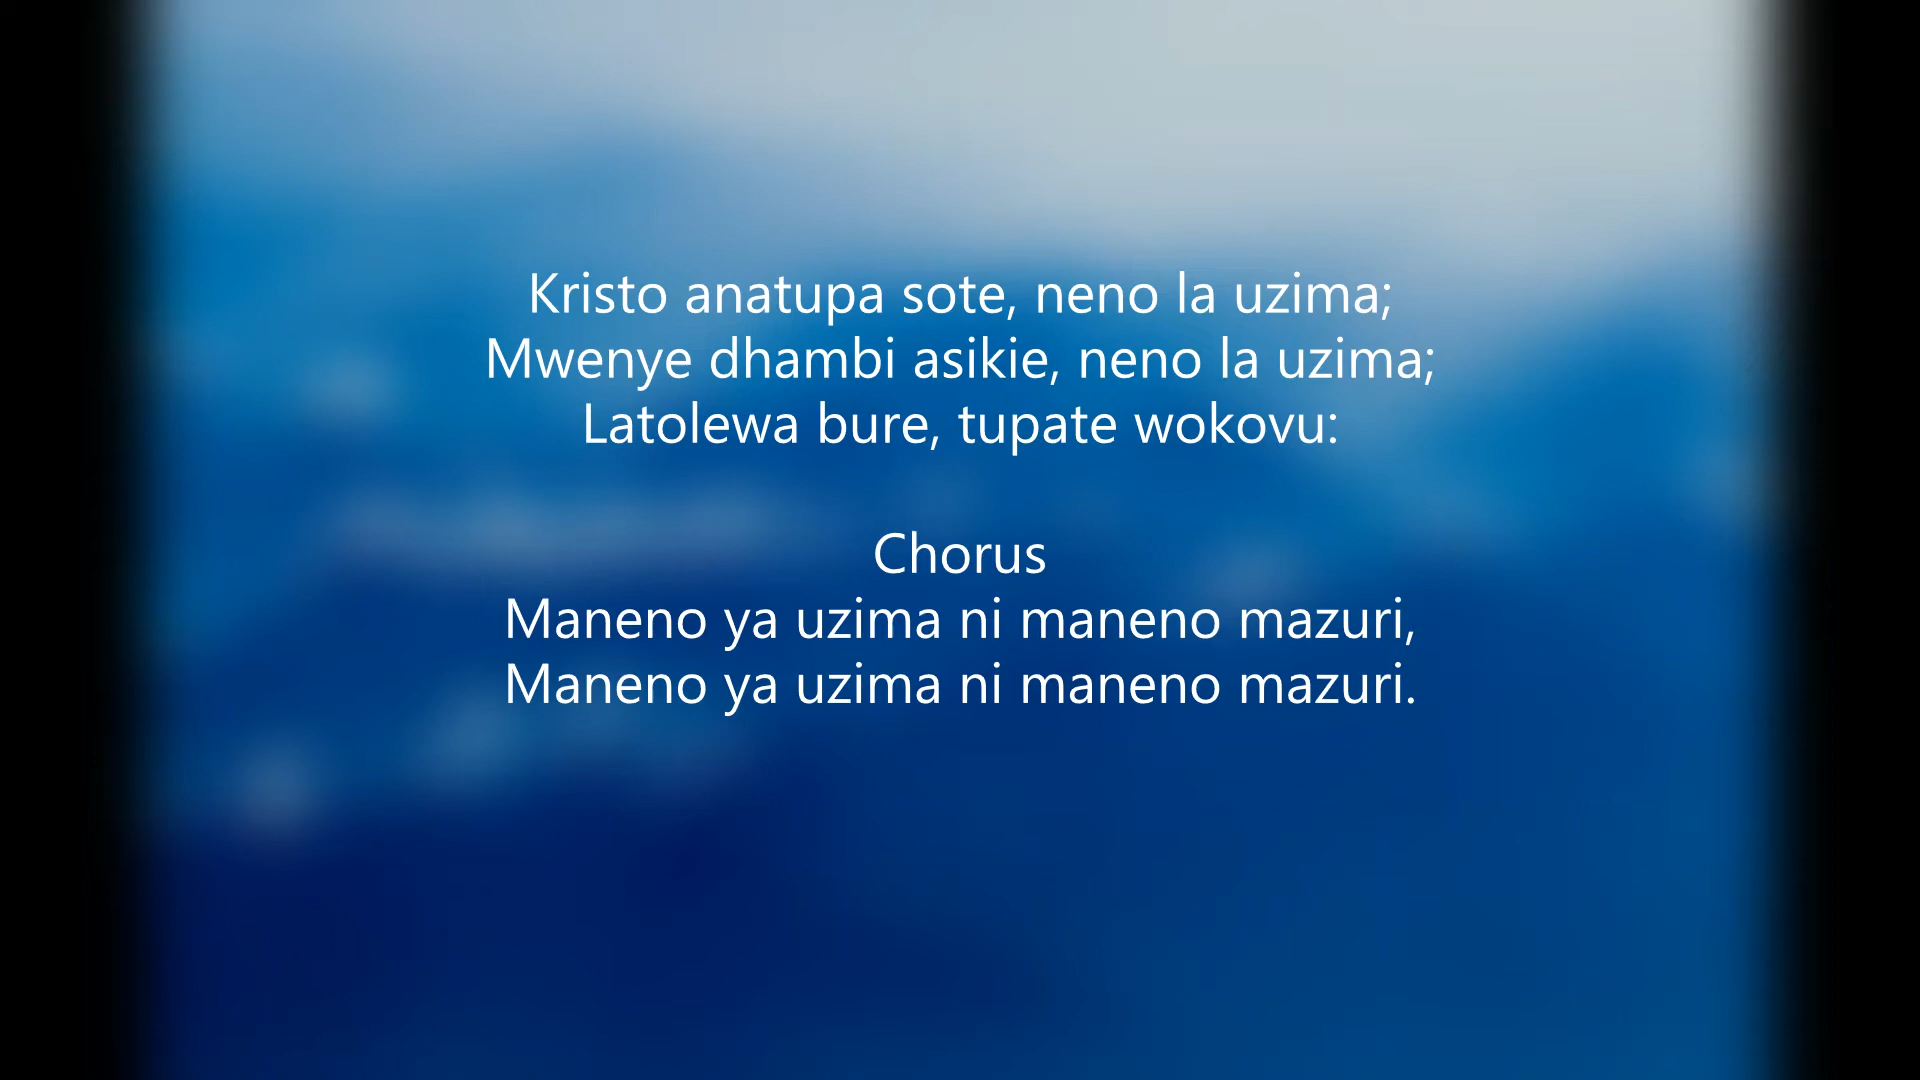 Kristo anatupa sote, neno la uzima;
Mwenye dhambi asikie, neno la uzima;
Latolewa bure, tupate wokovu:
Chorus
Maneno ya uzima ni maneno mazuri,
Maneno ya uzima ni maneno mazuri.